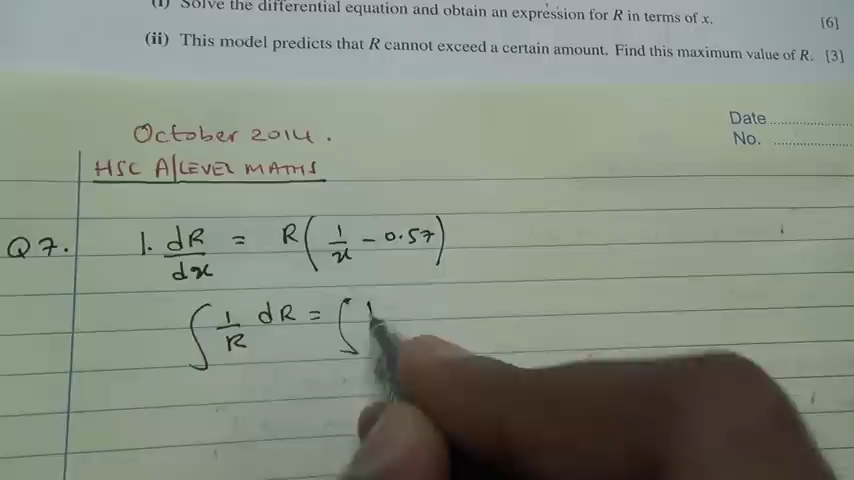 (i) Solve the differential equation and obtain an expression for R in terms of x. [6]
(ii) This model predicts that R cannot exceed a certain amount. Find this maximum value of R. [3]
Date
No.
October 2014.
HSC A/LEVEL MATHS
Q7. 1. dR/dx = R(1/x - 0.57)
∫ 1/R dR = ∫ 1